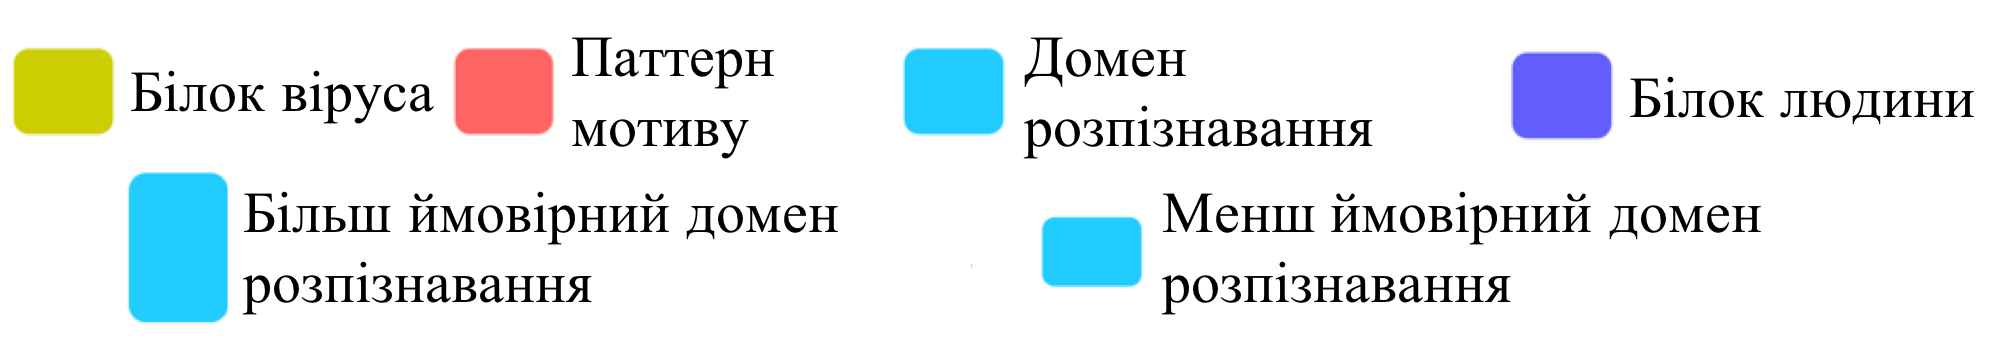 Білок віруса
Паттерн
мотиву
Домен
розпізнавання
Білок людини
Більш ймовірний домен
розпізнавання
Менш ймовірний домен
розпізнавання